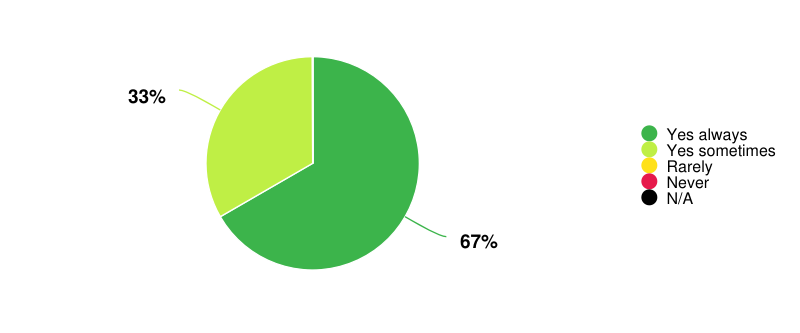 33%
67%
Yes always
Yes sometimes
Rarely
Never
N/A